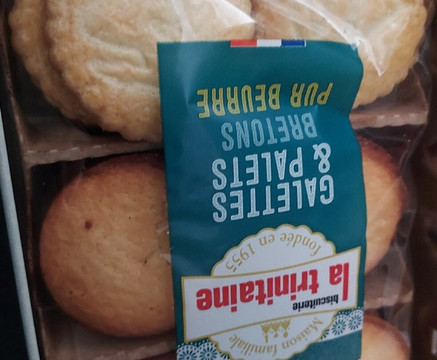 Maison familiale
biscuiterie
la trinitaine
fondée en 1955
GALETTES
& PALETS
BRETONS
PUR BEURRE